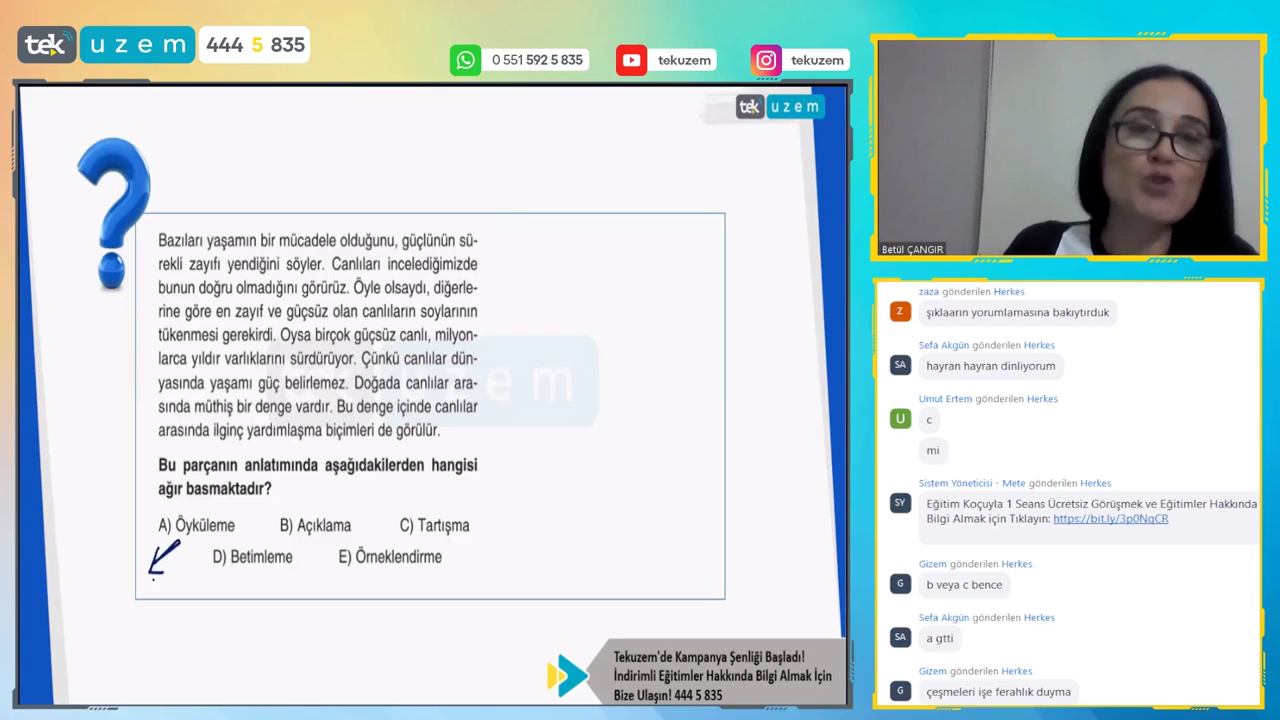 tek uzem 444 5 835
0 551 592 5 835
tekuzem
tekuzem
tek uzem
Bazıları yaşamın bir mücadele olduğunu, güçlünün sü-
rekli zayıfı yendiğini söyler. Canlıları incelediğimizde
bunun doğru olmadığını görürüz. Öyle olsaydı, diğerle-
rine göre en zayıf ve güçsüz olan canlıların soylarının
tükenmesi gerekirdi. Oysa birçok güçsüz canlı, milyon-
larca yıldır varlıklarını sürdürüyor. Çünkü canlılar dün-
yasında yaşamı güç belirlemez. Doğada canlılar ara-
sında müthiş bir denge vardır. Bu denge içinde canlılar
arasında ilginç yardımlaşma biçimleri de görülür.
Bu parçanın anlatımında aşağıdakilerden hangisi
ağır basmaktadır?
A) Öyküleme B) Açıklama C) Tartışma
D) Betimleme E) Örneklendirme
Tekuzem'de Kampanya Şenliği Başladı!
İndirimli Eğitimler Hakkında Bilgi Almak İçin
Bize Ulaşın! 444 5 835
Betül ÇANGIR
zaza gönderilen Herkes
Z
şıklaarın yorumlamasına bakıytırduk
Sefa Akgün gönderilen Herkes
SA
hayran hayran dinliyorum
Umut Ertem gönderilen Herkes
U
c
mi
Sistem Yöneticisi - Mete gönderilen Herkes
SY
Eğitim Koçuyla 1 Seans Ücretsiz Görüşmek ve Eğitimler Hakkında
Bilgi Almak için Tıklayın: https://bit.ly/3p0NqCR
Gizem gönderilen Herkes
G
b veya c bence
Sefa Akgün gönderilen Herkes
SA
a gtti
Gizem gönderilen Herkes
G
çeşmeleri işe ferahlık duyma